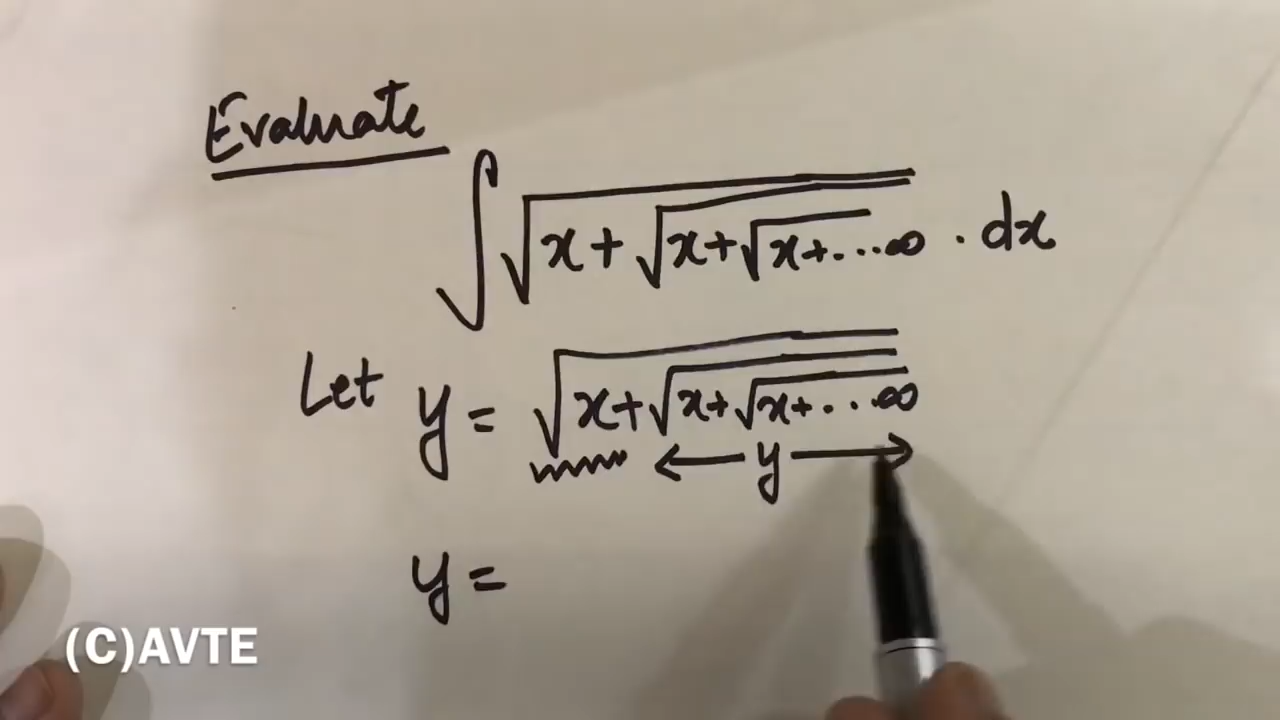 Evaluate
∫√(x+√(x+√(x+...∞ . dx
Let y = √(x+√(x+√(x+...∞
y
y =
(C)AVTE